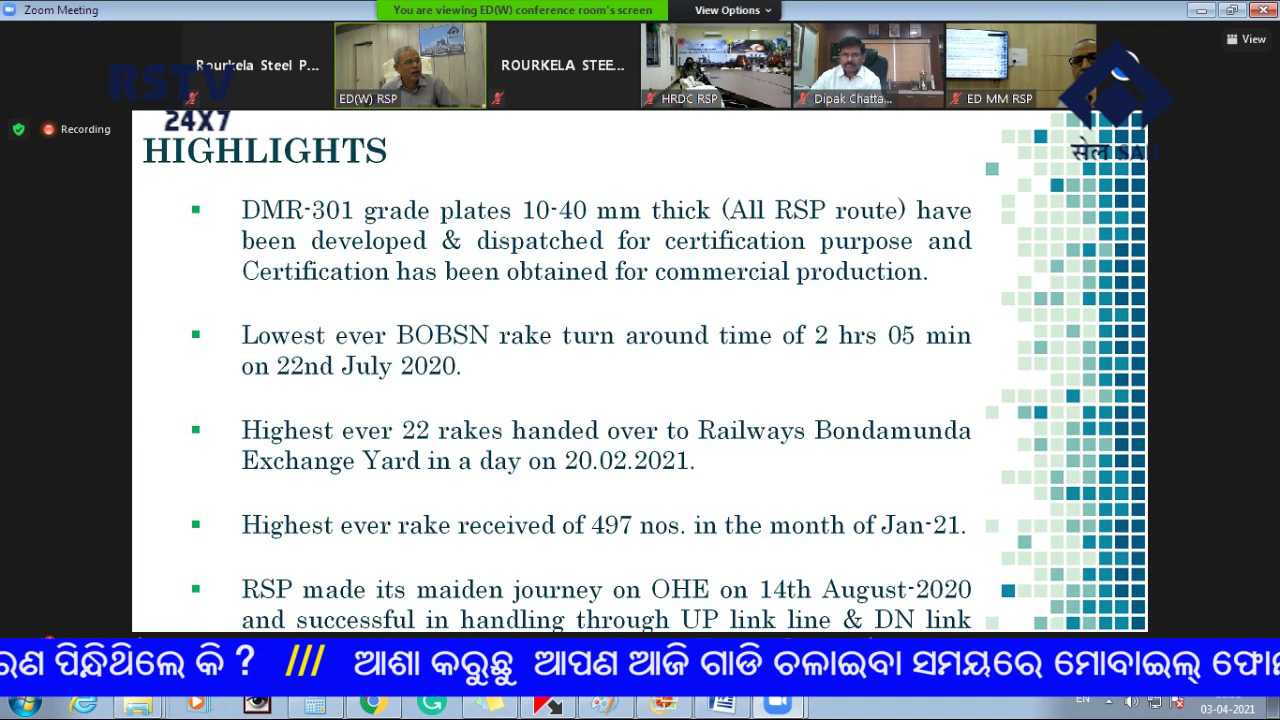 Zoom Meeting
You are viewing ED(W) conference room's screen
View Options
View
Rourkela Steel P...
ROURKELA STEE...
ED(W) RSP
HRDC RSP
Dipak Chatta...
ED MM RSP
RSTV
24X7
सेल SAIL
Recording
HIGHLIGHTS
DMR-301 grade plates 10-40 mm thick (All RSP route) have
been developed & dispatched for certification purpose and
Certification has been obtained for commercial production.
Lowest ever BOBSN rake turn around time of 2 hrs 05 min
on 22nd July 2020.
Highest ever 22 rakes handed over to Railways Bondamunda
Exchange Yard in a day on 20.02.2021.
Highest ever rake received of 497 nos. in the month of Jan-21.
RSP made its maiden journey on OHE on 14th August-2020
and successful in handling through UP link line & DN link
ରଣ ପିନ୍ଧିଥିଲେ କି ? /// ଆଶା କରୁଛୁ ଆପଣ ଆଜି ଗାଡି ଚଳାଇବା ସମୟରେ ମୋବାଇଲ୍ ଫୋ
EN
03-04-2021